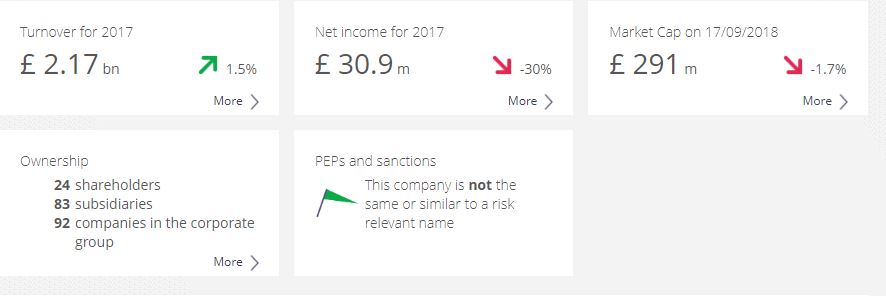 Turnover for 2017
£ 2.17 bn 1.5%
More
Net income for 2017
£ 30.9 m -30%
More
Market Cap on 17/09/2018
£ 291 m -1.7%
More
Ownership
24 shareholders
83 subsidiaries
92 companies in the corporate
group
More
PEPs and sanctions
This company is not the
same or similar to a risk
relevant name